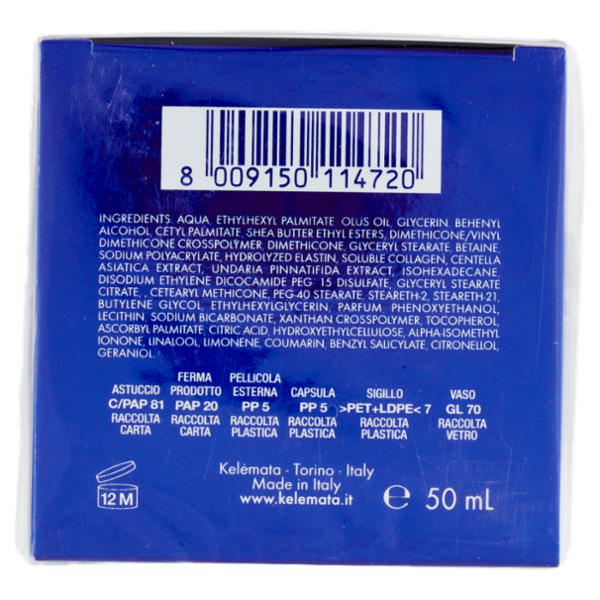 8 009150 114720
INGREDIENTS. AQUA, ETHYLHEXYL PALMITATE OLUS OIL, GLYCERIN, BEHENYL
ALCOHOL, CETYL PALMITATE, SHEA BUTTER ETHYL ESTERS, DIMETHICONE/VINYL
DIMETHICONE CROSSPOLYMER, DIMETHICONE, GLYCERYL STEARATE, BETAINE,
SODIUM POLYACRYLATE, HYDROLYZED ELASTIN, SOLUBLE COLLAGEN, CENTELLA
ASIATICA EXTRACT, UNDARIA PINNATIFIDA EXTRACT, ISOHEXADECANE,
DISODIUM ETHYLENE DICOCAMIDE PEG 15 DISULFATE, GLYCERYL STEARATE
CITRATE, , CETEARYL METHICONE, PEG-40 STEARATE, STEARETH-2, STEARETH-21,
BUTYLENE GLYCOL, ETHYLHEXYLGLYCERIN, PARFUM PHENOXYETHANOL,
LECITHIN, SODIUM BICARBONATE, XANTHAN CROSSPOLYMER, TOCOPHEROL,
ASCORBYL PALMITATE, CITRIC ACID, HYDROXYETHYLCELLULOSE, ALPHA-ISOMETHYL
IONONE, LINALOOL, LIMONENE, COUMARIN, BENZYL SALICYLATE, CITRONELLOL,
GERANIOL.
ASTUCCIO
C/PAP 81
RACCOLTA
CARTA
FERMA
PRODOTTO
PAP 20
RACCOLTA
CARTA
PELLICOLA
ESTERNA
PP 5
RACCOLTA
PLASTICA
CAPSULA
PP 5
RACCOLTA
PLASTICA
SIGILLO
>PET+LDPE< 7
RACCOLTA
PLASTICA
VASO
GL 70
RACCOLTA
VETRO
12 M
Kelémata · Torino · Italy
Made in Italy
www.kelemata.it
℮ 50 mL